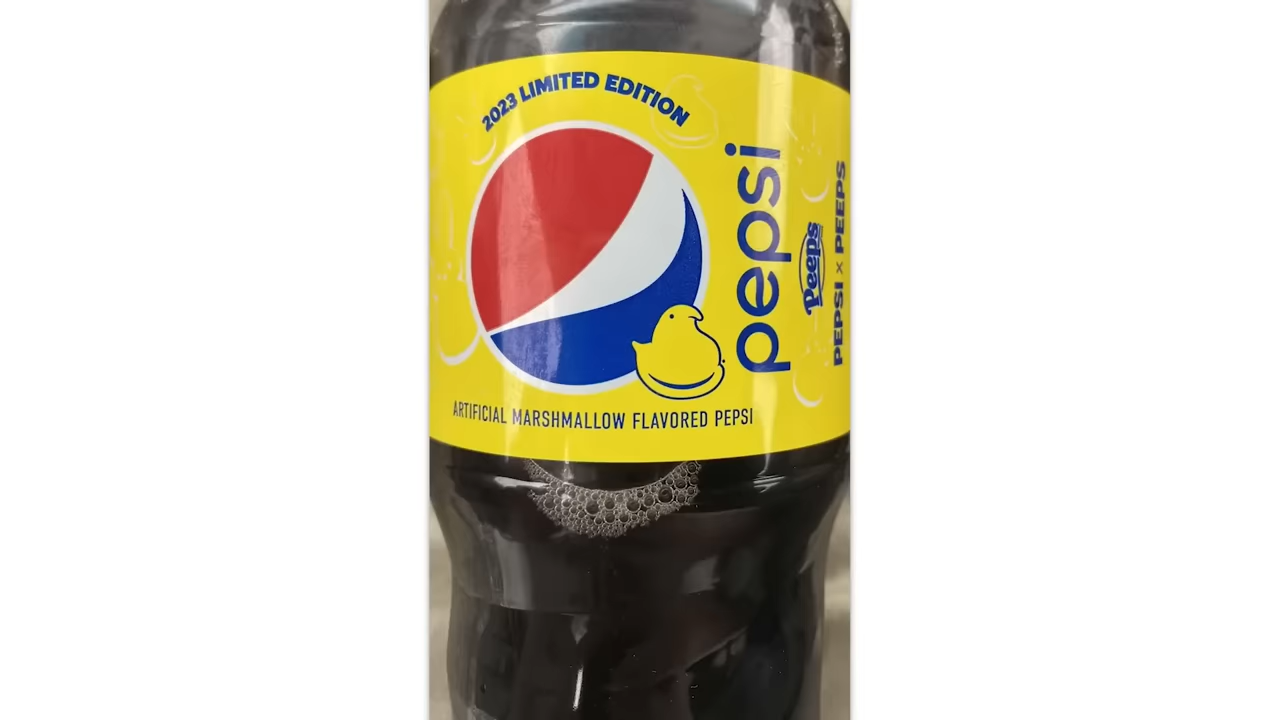 2023 LIMITED EDITION
pepsi
Peeps
PEPSI x PEEPS
ARTIFICIAL MARSHMALLOW FLAVORED PEPSI